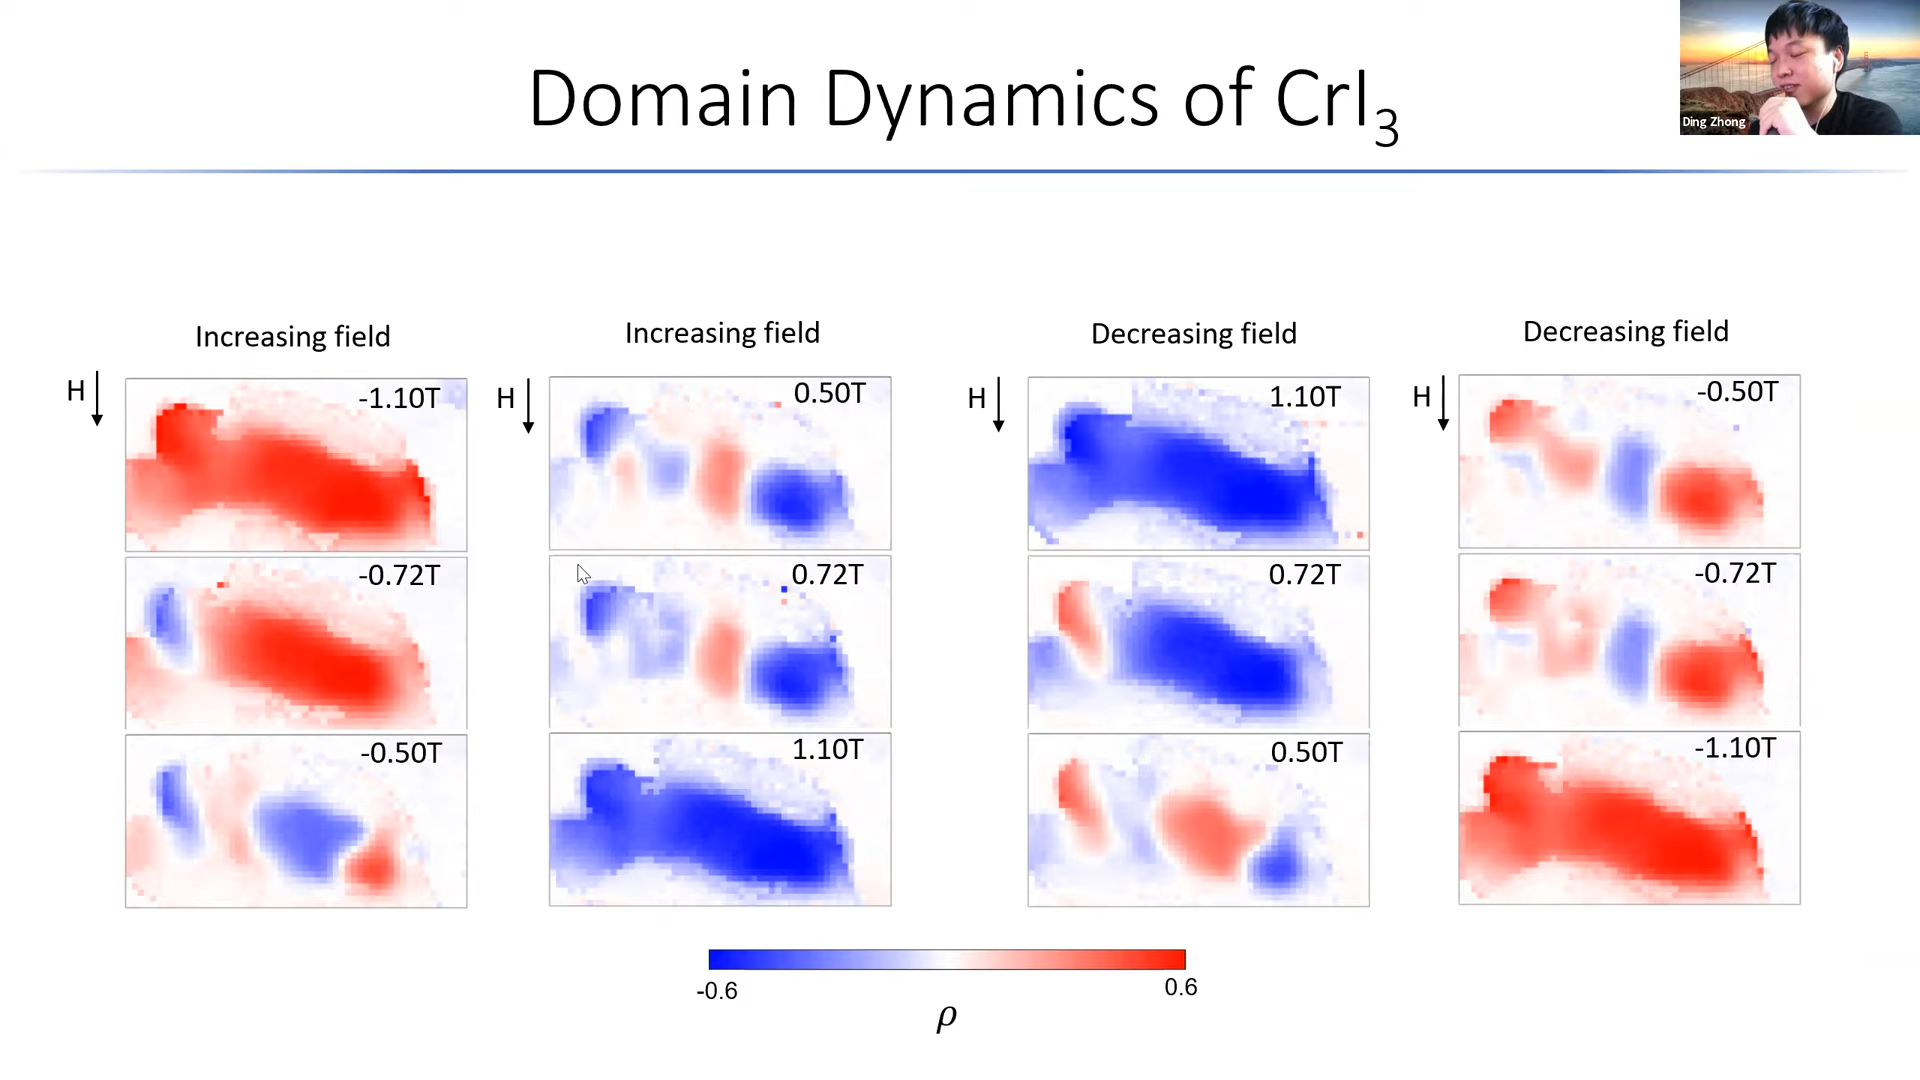 Domain Dynamics of CrI3
Ding Zhong
Increasing field
Increasing field
Decreasing field
Decreasing field
H
-1.10T
-0.72T
-0.50T
H
0.50T
0.72T
1.10T
H
1.10T
0.72T
0.50T
H
-0.50T
-0.72T
-1.10T
-0.6
0.6
ρ